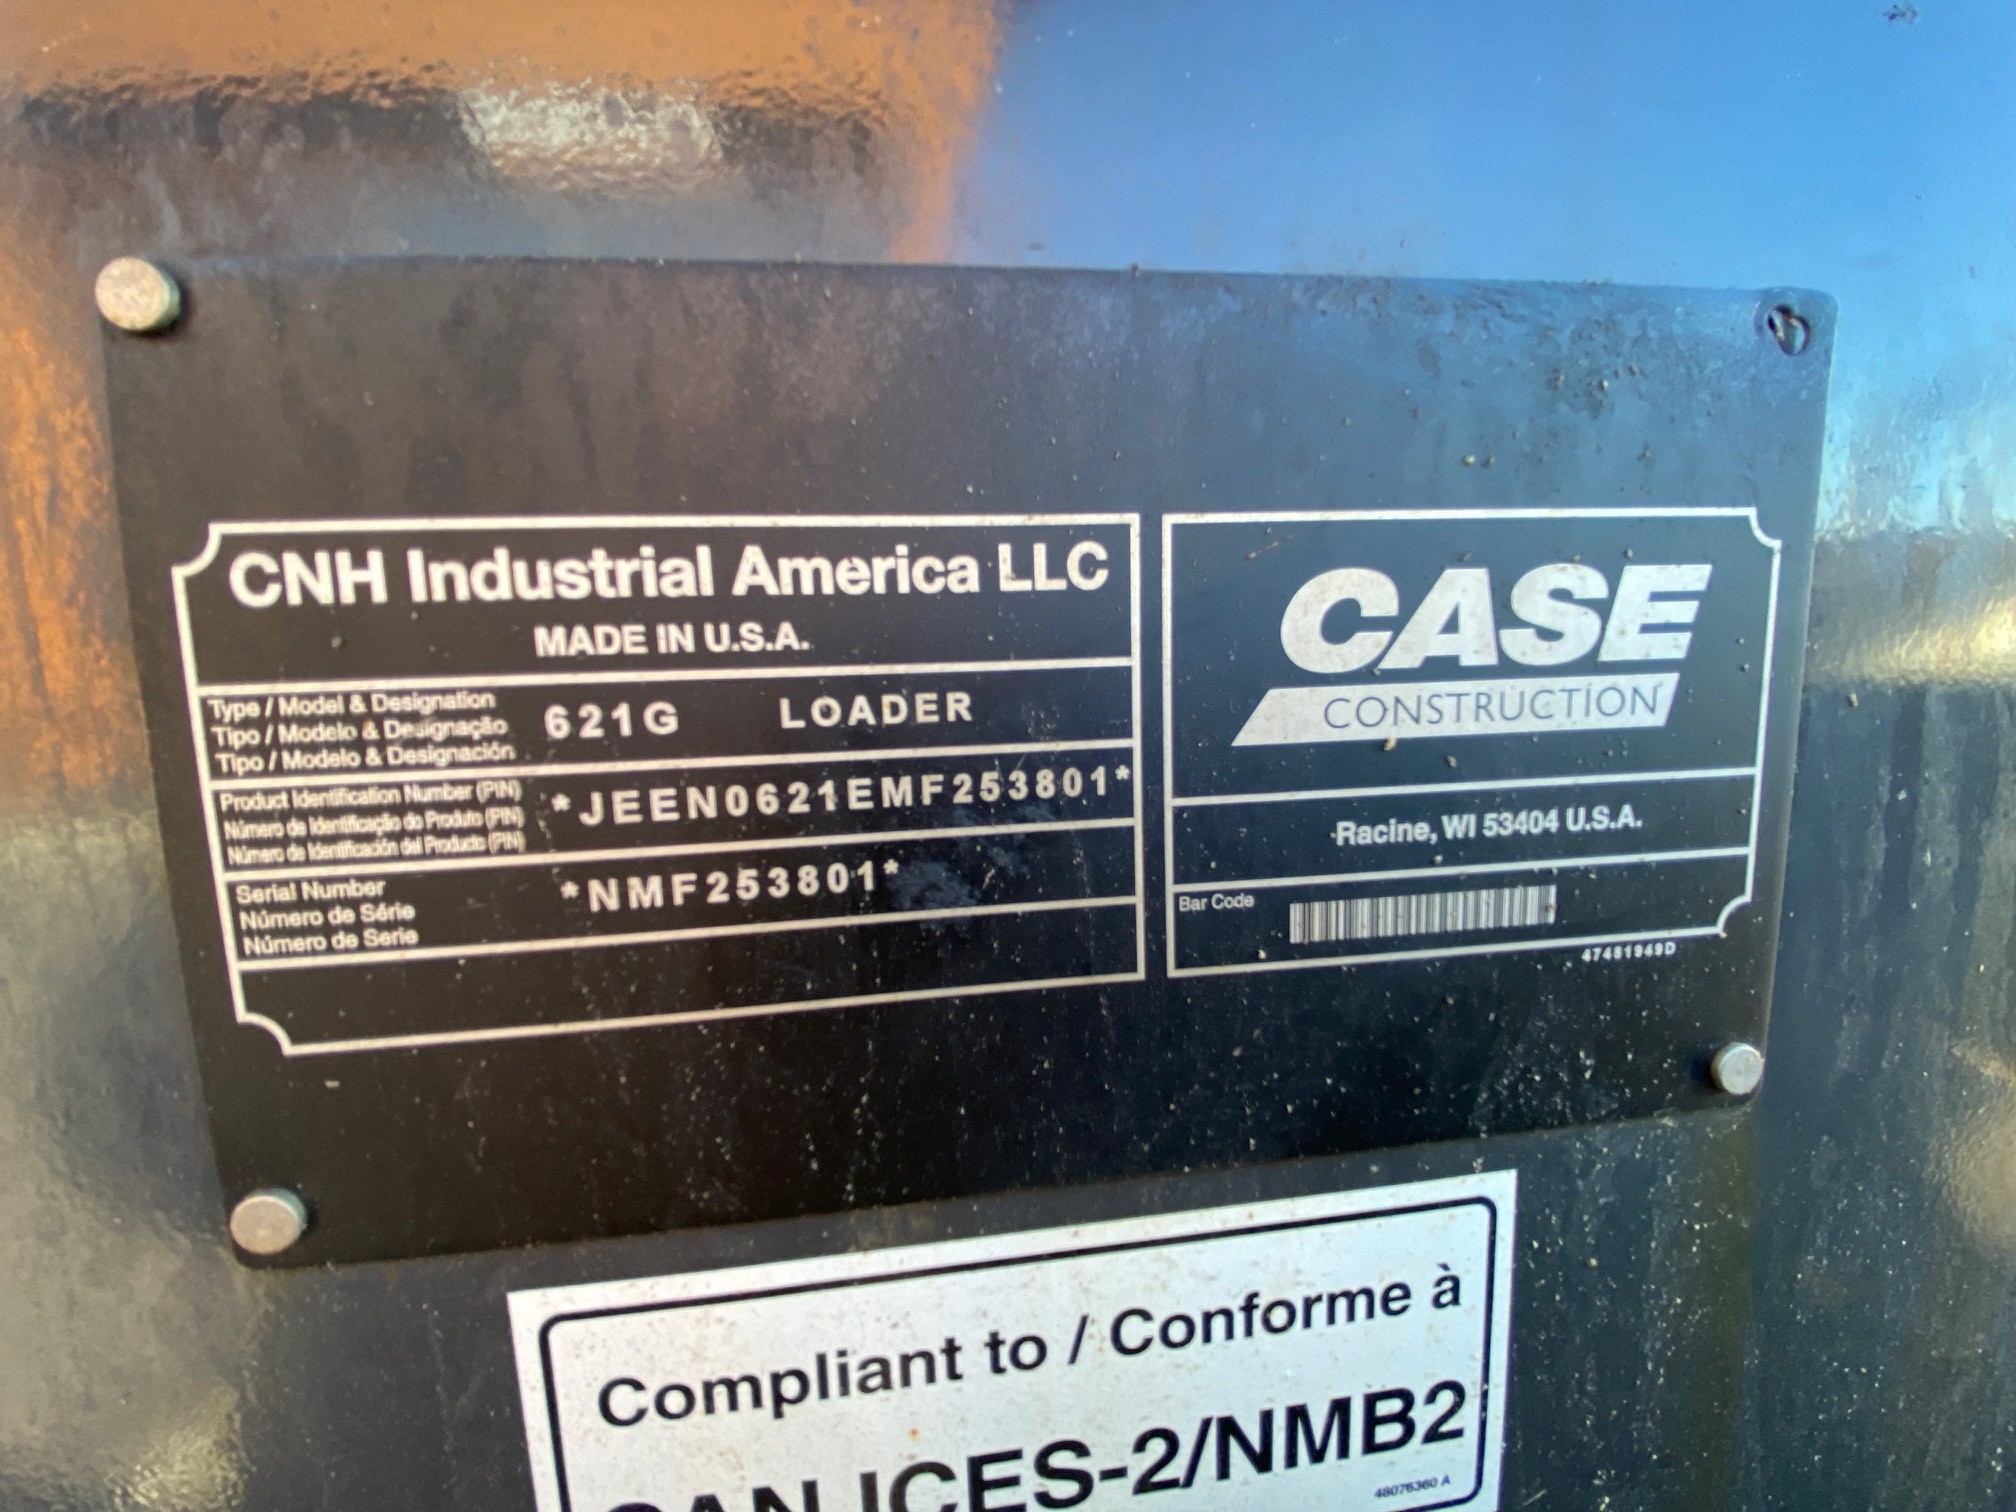 CNH Industrial America LLC
MADE IN U.S.A.
Type / Model & Designation
Tipo / Modelo & Designação
Tipo / Modelo & Designación
621G LOADER
Product Identification Number (PIN)
Número de Identificação do Produto (PIN)
Número de Identificación del Producto (PIN)
*JEEN0621EMF253801*
Serial Number
Número de Série
Número de Serie
*NMF253801*
CASE
CONSTRUCTION
Racine, WI 53404 U.S.A.
Bar Code
47481949D
Compliant to / Conforme à
CAN ICES-2/NMB2
48076360 A